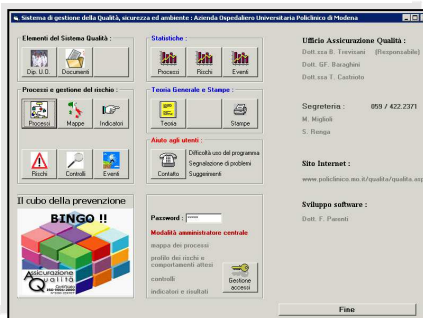 Sistema di gestione della Qualità, sicurezza ed ambiente : Azienda Ospedaliero Universitaria Policlinico di Modena
Elementi del Sistema Qualità :
Dip. U.O.
Documenti
Processi e gestione del rischio :
Processi
Mappe
Indicatori
Rischi
Controlli
Eventi
Il cubo della prevenzione
BINGO !!
Assicurazione
Qualità
Statistiche :
Processi
Rischi
Eventi
Teoria Generale e Stampe :
Teoria
Stampe
Aiuto agli utenti :
Contatto
Difficoltà uso del programma
Segnalazione di problemi
Suggerimenti
Password : *****
Modalità amministratore centrale
mappa dei processi
profilo dei rischi e
comportamenti attesi
controlli
indicatori e risultati
Gestione
accessi
Ufficio Assicurazione Qualità :
Dott.ssa B. Trevisani (Responsabile)
Dott. GF. Baraghini
Dott.ssa T. Castnoto
Segreteria : 059 / 422.2371
M. Miglioli
S. Ronga
Sito Internet :
www.policlinico.mo.it/qualita/qualita.asp
Sviluppo software :
Dott. F. Parenti
Fine